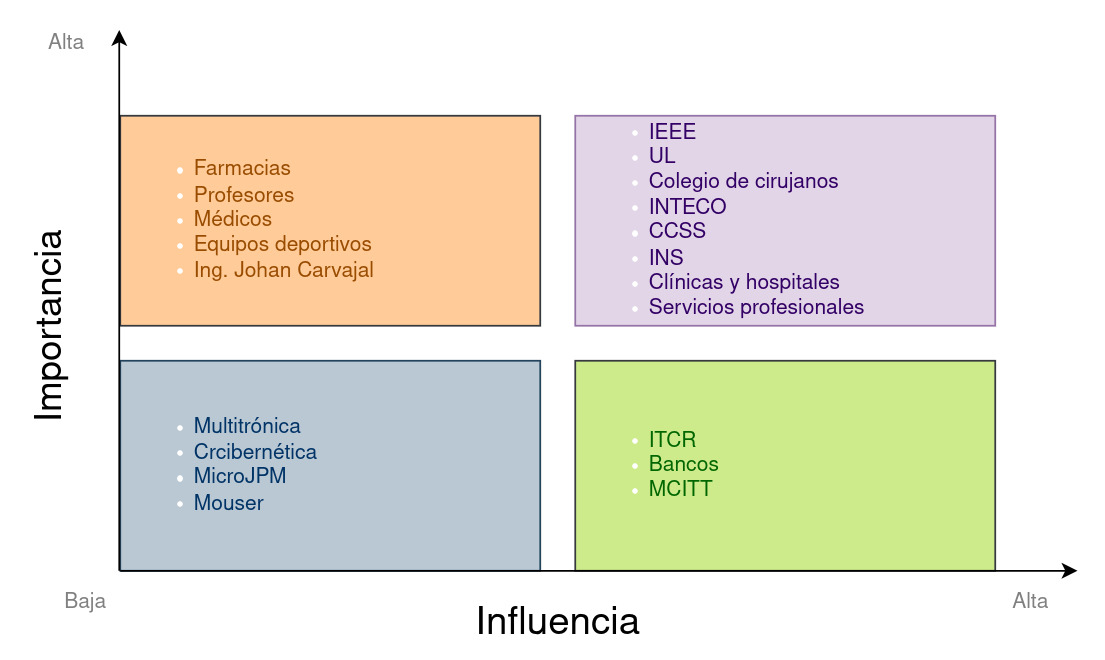 Alta
Importancia
Farmacias
Profesores
Médicos
Equipos deportivos
Ing. Johan Carvajal
IEEE
UL
Colegio de cirujanos
INTECO
CCSS
INS
Clínicas y hospitales
Servicios profesionales
Multitrónica
Crcibernética
MicroJPM
Mouser
ITCR
Bancos
MCITT
Baja
Influencia
Alta